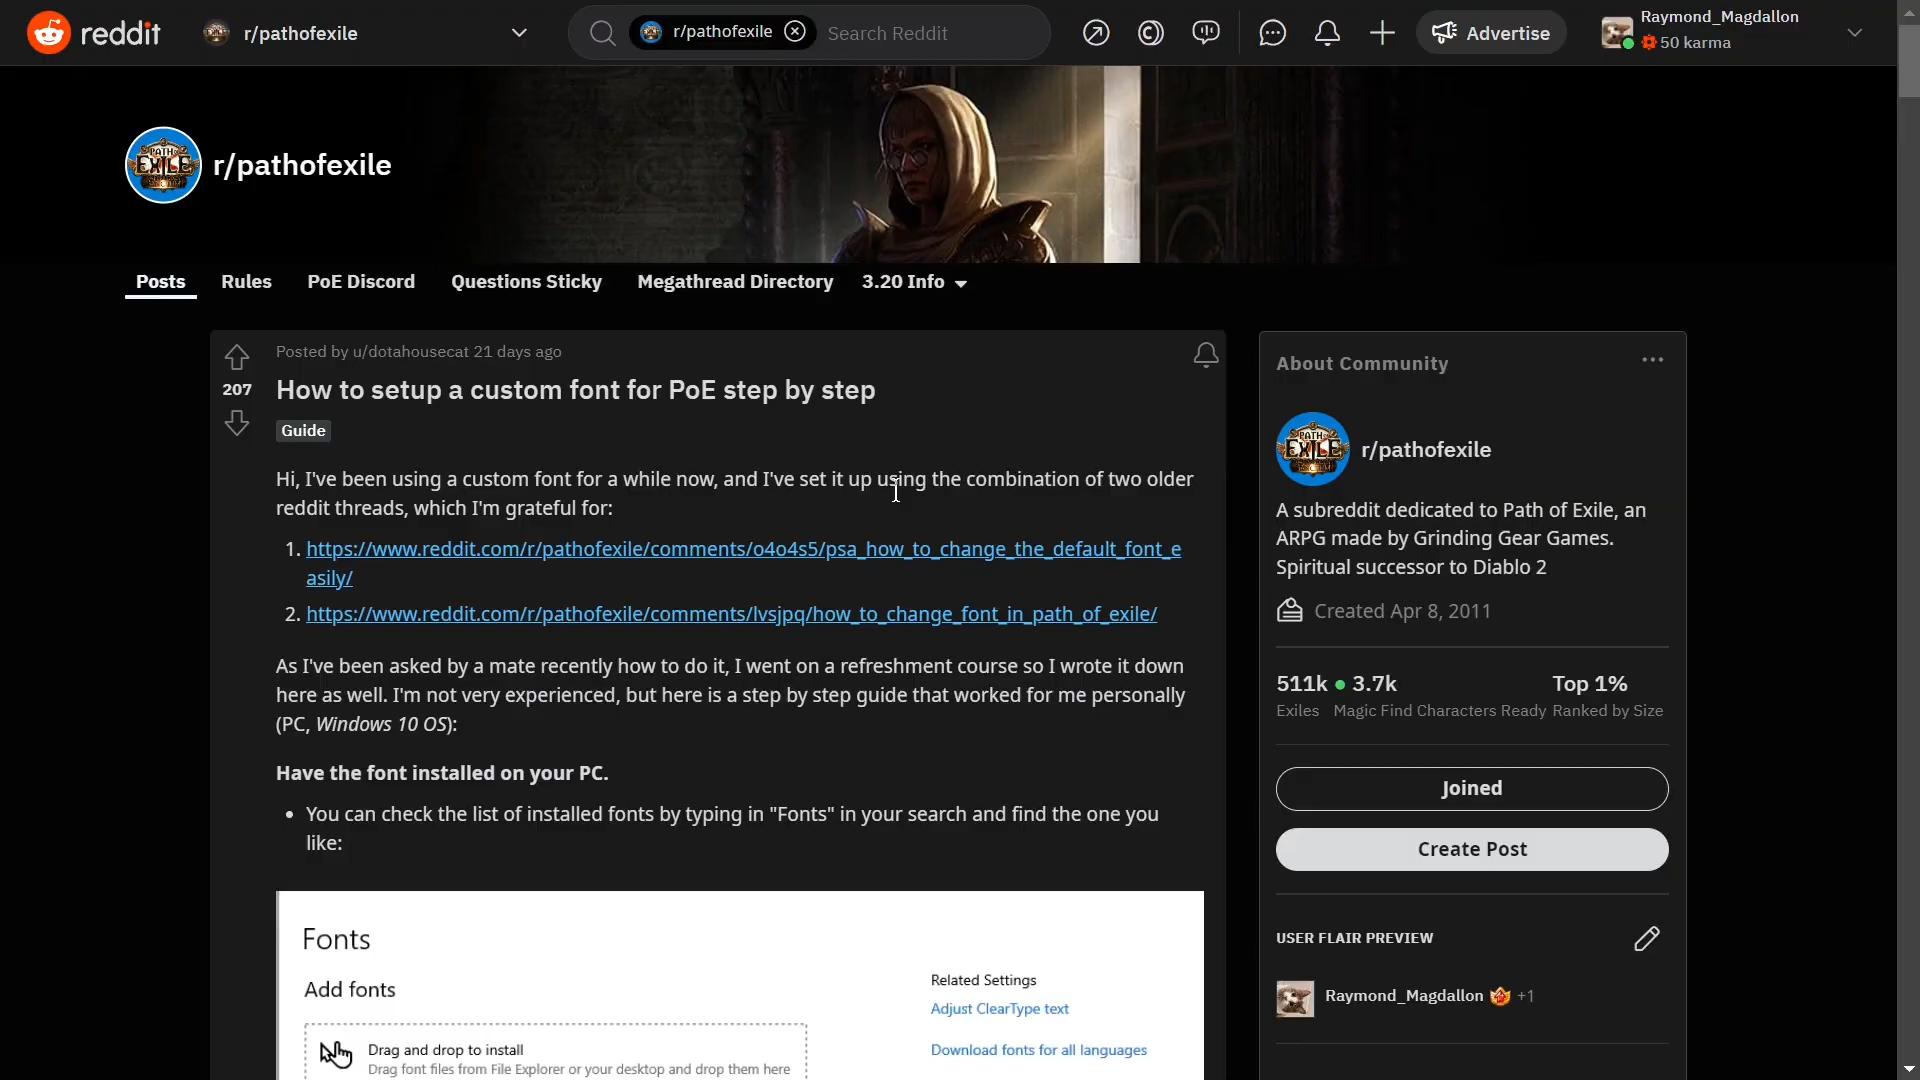 reddit
r/pathofexile
r/pathofexile
Search Reddit
Advertise
Raymond_Magdallon
50 karma
PATH OF EXILE
r/pathofexile
Posts
Rules
PoE Discord
Questions Sticky
Megathread Directory
3.20 Info
Posted by u/dotahousecat 21 days ago
207
How to setup a custom font for PoE step by step
Guide
Hi, I've been using a custom font for a while now, and I've set it up using the combination of two older
reddit threads, which I'm grateful for:
1. https://www.reddit.com/r/pathofexile/comments/o4o4s5/psa_how_to_change_the_default_font_e
asily/
2. https://www.reddit.com/r/pathofexile/comments/lvsjpq/how_to_change_font_in_path_of_exile/
As I've been asked by a mate recently how to do it, I went on a refreshment course so I wrote it down
here as well. I'm not very experienced, but here is a step by step guide that worked for me personally
(PC, Windows 10 OS):
Have the font installed on your PC.
• You can check the list of installed fonts by typing in "Fonts" in your search and find the one you
like:
Fonts
Add fonts
Drag and drop to install
Drag font files from File Explorer or your desktop and drop them here
Related Settings
Adjust ClearType text
Download fonts for all languages
About Community
PATH OF EXILE
r/pathofexile
A subreddit dedicated to Path of Exile, an
ARPG made by Grinding Gear Games.
Spiritual successor to Diablo 2
Created Apr 8, 2011
511k
3.7k
Top 1%
Exiles
Magic Find Characters Ready
Ranked by Size
Joined
Create Post
USER FLAIR PREVIEW
Raymond_Magdallon
+1